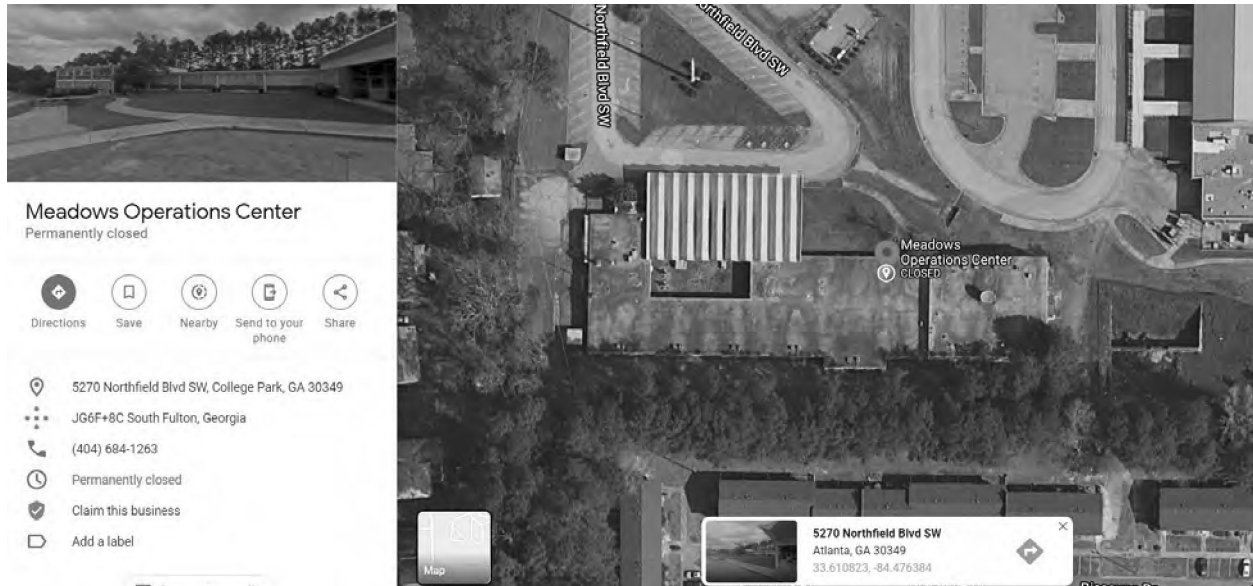 Meadows Operations Center
Permanently closed
Directions
Save
Nearby
Send to your
phone
Share
5270 Northfield Blvd SW, College Park, GA 30349
JG6F+8C South Fulton, Georgia
(404) 684-1263
Permanently closed
Claim this business
Add a label
Northfield Blvd SW
Northfield Blvd SW
Meadows
Operations Center
CLOSED
Map
5270 Northfield Blvd SW
Atlanta, GA 30349
33.610823, -84.476384